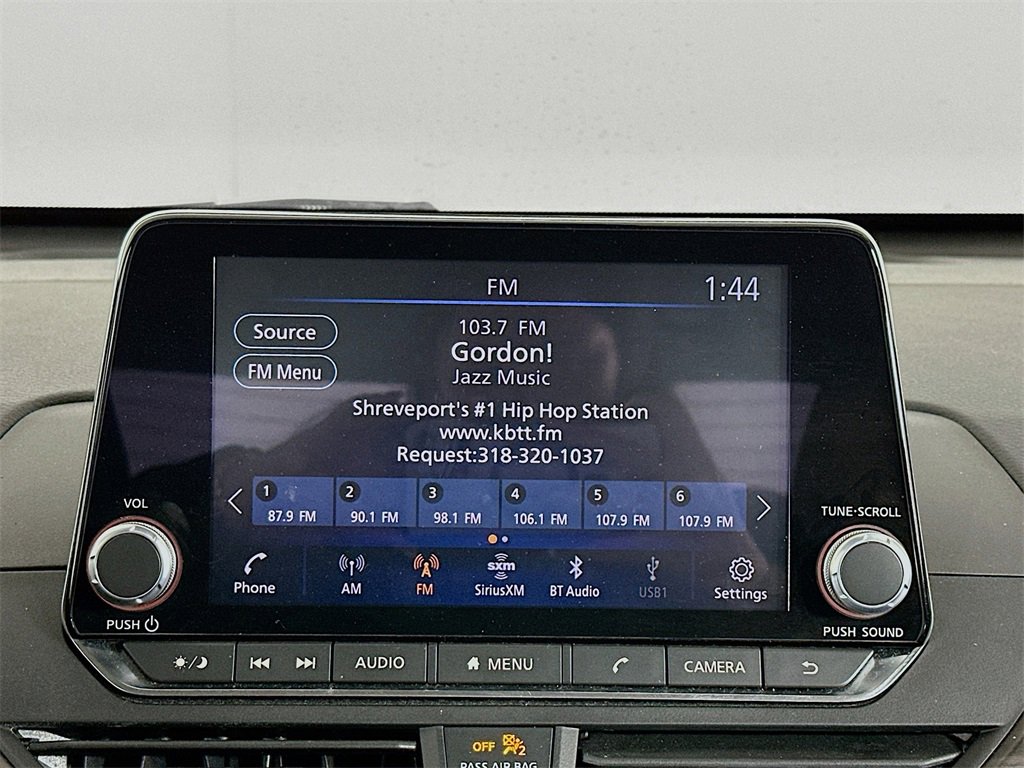 FM
1:44
Source
103.7 FM
Gordon!
FM Menu
Jazz Music
Shreveport's #1 Hip Hop Station
www.kbtt.fm
Request:318-320-1037
1 2 3 4 5 6
87.9 FM 90.1 FM 98.1 FM 106.1 FM 107.9 FM 107.9 FM
VOL
TUNE·SCROLL
sxm
Phone AM FM SiriusXM BT Audio USB1 Settings
PUSH
PUSH SOUND
AUDIO MENU CAMERA
OFF 2
PASS AIR BAG